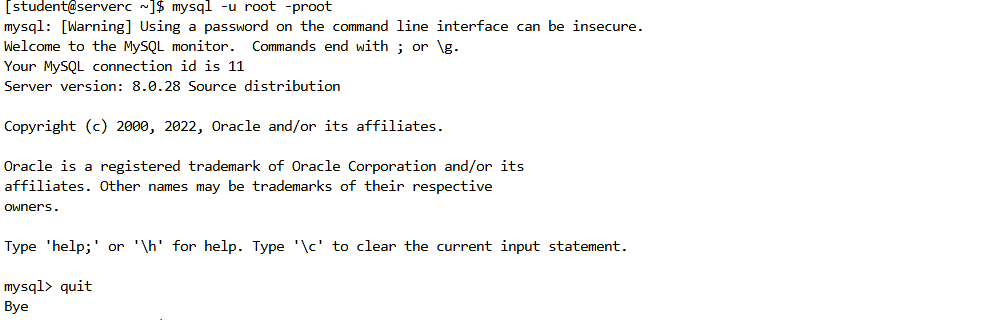 [student@serverc ~]$ mysql -u root -proot
mysql: [Warning] Using a password on the command line interface can be insecure.
Welcome to the MySQL monitor.  Commands end with ; or \g.
Your MySQL connection id is 11
Server version: 8.0.28 Source distribution

Copyright (c) 2000, 2022, Oracle and/or its affiliates.

Oracle is a registered trademark of Oracle Corporation and/or its
affiliates. Other names may be trademarks of their respective
owners.

Type 'help;' or '\h' for help. Type '\c' to clear the current input statement.

mysql> quit
Bye